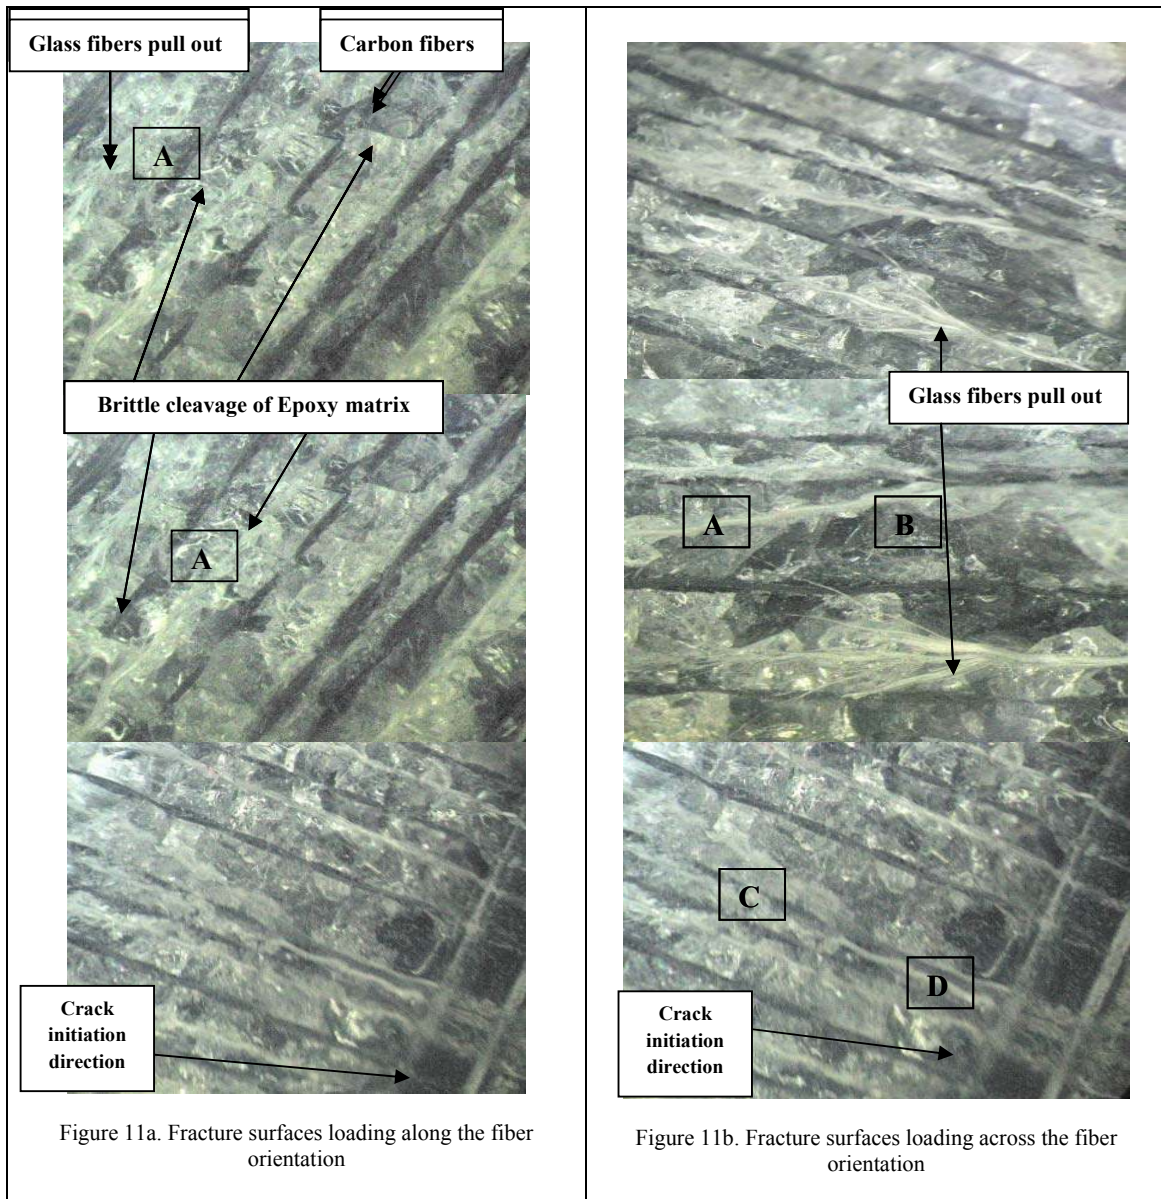 Glass fibers pull out
Carbon fibers
A
Brittle cleavage of Epoxy matrix
A
Crack
initiation
direction
Figure 11a. Fracture surfaces loading along the fiber
orientation
Glass fibers pull out
A
B
C
D
Crack
initiation
direction
Figure 11b. Fracture surfaces loading across the fiber
orientation